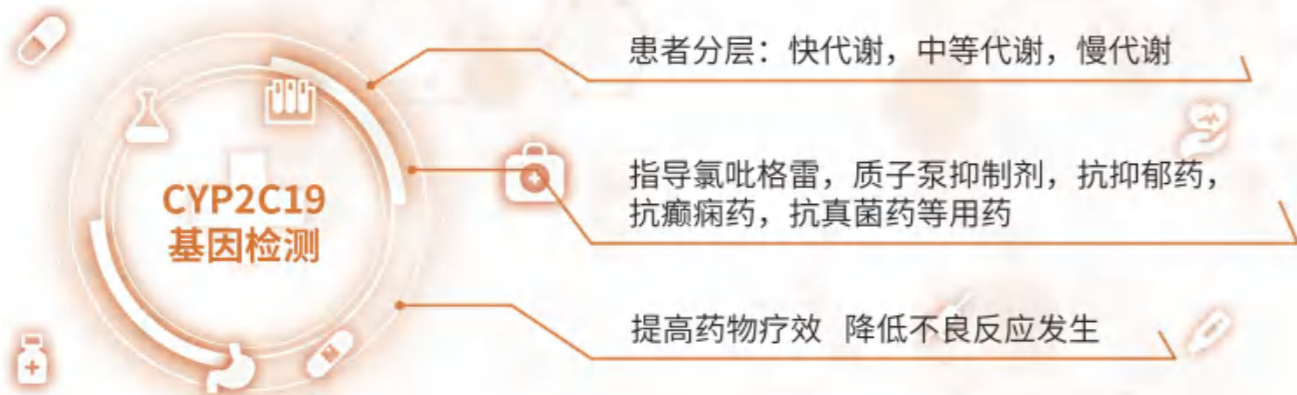 患者分层：快代谢，中等代谢，慢代谢
CYP2C19
基因检测
指导氯吡格雷，质子泵抑制剂，抗抑郁药，
抗癫痫药，抗真菌药等用药
提高药物疗效 降低不良反应发生